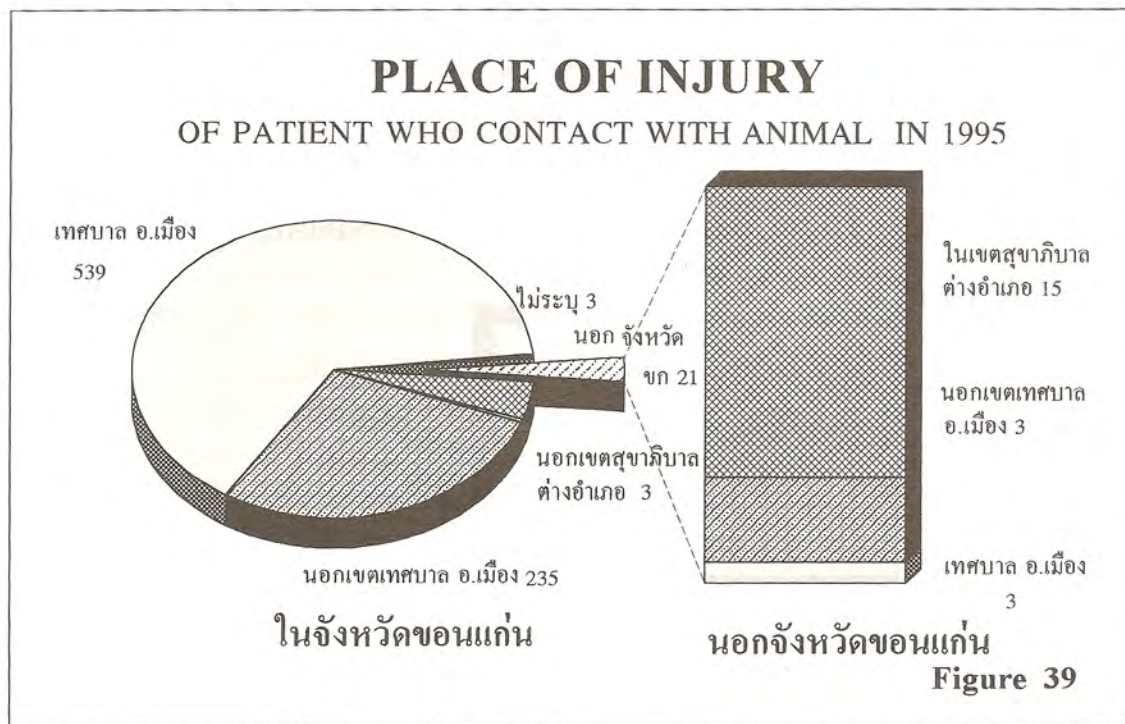 PLACE OF INJURY
OF PATIENT WHO CONTACT WITH ANIMAL IN 1995
เทศบาล อ.เมือง
539
ไม่ระบุ 3
นอก จังหวัด
ขก 21
นอกเขตสุขาภิบาล
ต่างอำเภอ 3
นอกเขตเทศบาล อ.เมือง 235
ในจังหวัดขอนแก่น
ในเขตสุขาภิบาล
ต่างอำเภอ 15
นอกเขตเทศบาล
อ.เมือง 3
เทศบาล อ.เมือง
3
นอกจังหวัดขอนแก่น
Figure 39